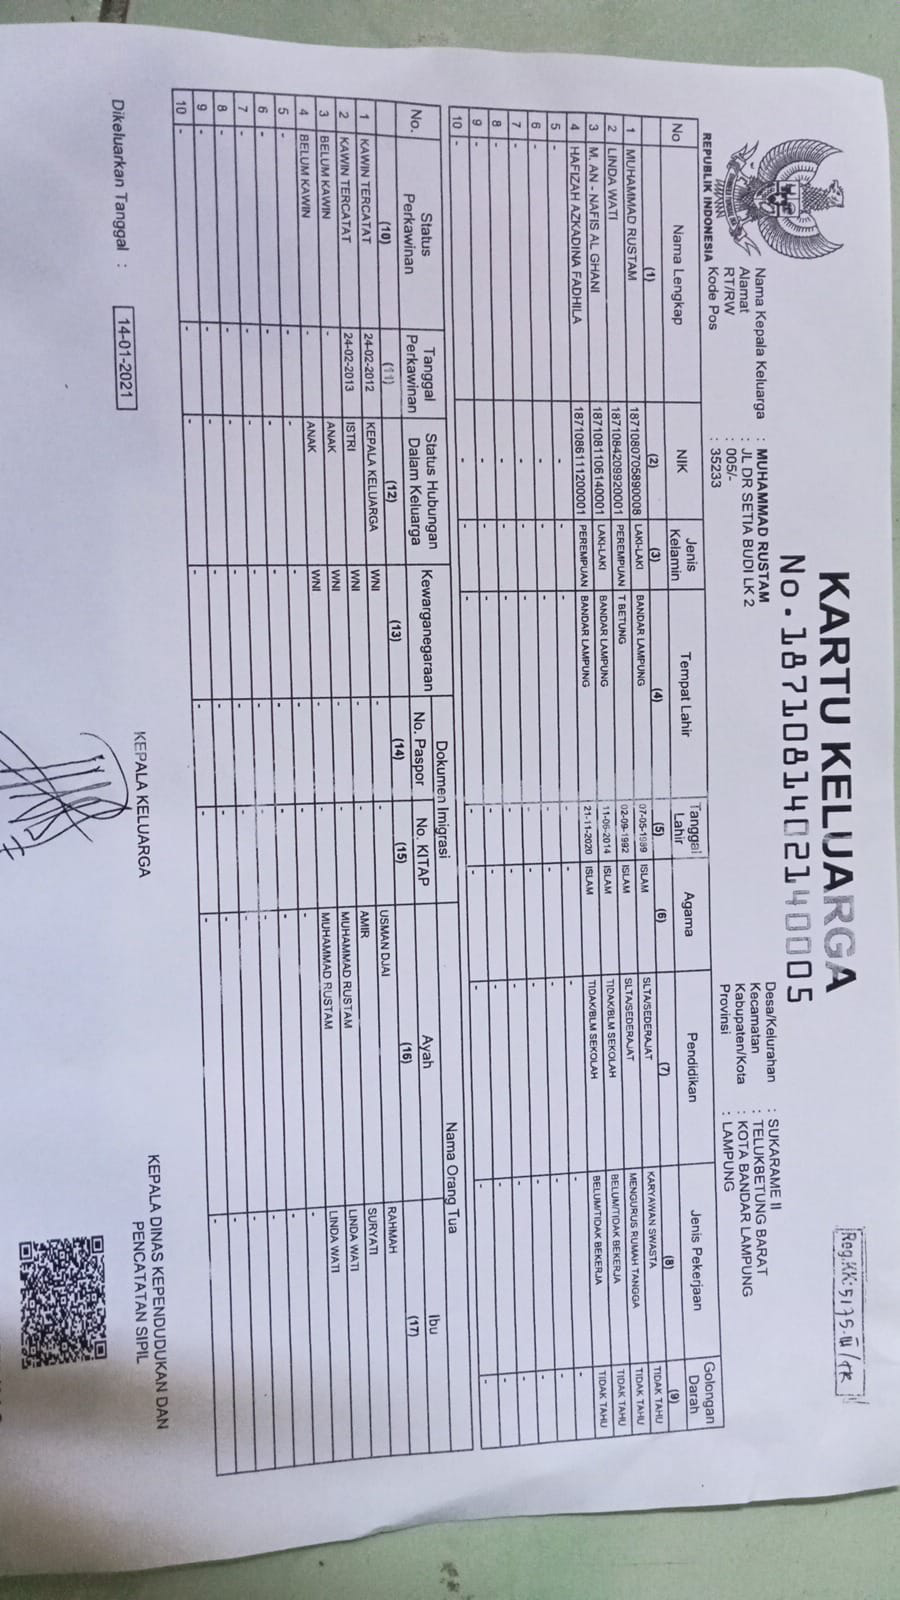 Reg.KK: 5175.III/TK
KARTU KELUARGA
No. 1871081402140005
REPUBLIK INDONESIA
Nama Kepala Keluarga : MUHAMMAD RUSTAM
Alamat : JL DR SETIA BUDI LK 2
RT/RW : 005/-
Kode Pos : 35233
Desa/Kelurahan : SUKARAME II
Kecamatan : TELUKBETUNG BARAT
Kabupaten/Kota : KOTA BANDAR LAMPUNG
Provinsi : LAMPUNG
No Nama Lengkap NIK Jenis Kelamin Tempat Lahir Tanggal Lahir Agama Pendidikan Jenis Pekerjaan Golongan Darah
(1) (2) (3) (4) (5) (6) (7) (8) (9)
1 MUHAMMAD RUSTAM 1871080705890008 LAKI-LAKI BANDAR LAMPUNG 07-05-1989 ISLAM SLTA/SEDERAJAT KARYAWAN SWASTA TIDAK TAHU
2 LINDA WATI 1871084209920001 PEREMPUAN T BETUNG 02-09-1992 ISLAM SLTA/SEDERAJAT MENGURUS RUMAH TANGGA TIDAK TAHU
3 M. AN - NAFIS AL GHANI 1871081106140001 LAKI-LAKI BANDAR LAMPUNG 11-06-2014 ISLAM TIDAK/BLM SEKOLAH BELUM/TIDAK BEKERJA TIDAK TAHU
4 HAFIZAH AZKADINA FADHILA 1871086111200001 PEREMPUAN BANDAR LAMPUNG 21-11-2020 ISLAM TIDAK/BLM SEKOLAH BELUM/TIDAK BEKERJA TIDAK TAHU
5 - - - - - - - - -
6 - - - - - - - - -
7 - - - - - - - - -
8 - - - - - - - - -
9 - - - - - - - - -
10 - - - - - - - - -
No. Status Perkawinan Tanggal Perkawinan Status Hubungan Dalam Keluarga Kewarganegaraan Dokumen Imigrasi Nama Orang Tua
No. Paspor No. KITAP Ayah Ibu
(10) (11) (12) (13) (14) (15) (16) (17)
1 KAWIN TERCATAT 24-02-2012 KEPALA KELUARGA WNI - - USMAN DJAI RAHMAH
2 KAWIN TERCATAT 24-02-2013 ISTRI WNI - - AMIR SURYATI
3 BELUM KAWIN - ANAK WNI - - MUHAMMAD RUSTAM LINDA WATI
4 BELUM KAWIN - ANAK WNI - - MUHAMMAD RUSTAM LINDA WATI
5 - - - - - - - -
6 - - - - - - - -
7 - - - - - - - -
8 - - - - - - - -
9 - - - - - - - -
10 - - - - - - - -
Dikeluarkan Tanggal : 14-01-2021
KEPALA KELUARGA
KEPALA DINAS KEPENDUDUKAN DAN
PENCATATAN SIPIL